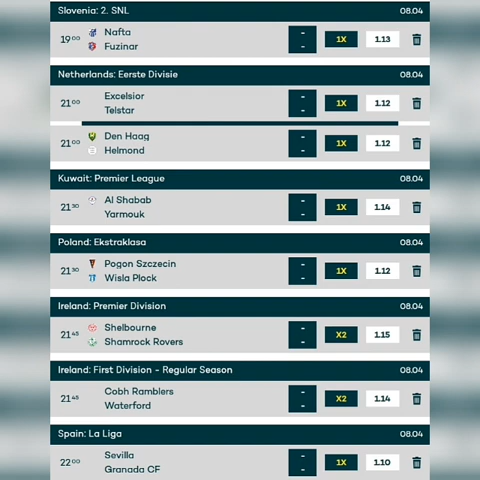 Slovenia: 2. SNL 08.04
19 00 Nafta - 1X 1.13
Fuzinar -
Netherlands: Eerste Divisie 08.04
21 00 Excelsior - 1X 1.12
Telstar -
21 00 Den Haag - 1X 1.12
Helmond -
Kuwait: Premier League 08.04
21 30 Al Shabab - 1X 1.14
Yarmouk -
Poland: Ekstraklasa 08.04
21 30 Pogon Szczecin - 1X 1.12
Wisla Plock -
Ireland: Premier Division 08.04
21 45 Shelbourne - X2 1.15
Shamrock Rovers -
Ireland: First Division - Regular Season 08.04
21 45 Cobh Ramblers - X2 1.14
Waterford -
Spain: La Liga 08.04
22 00 Sevilla - 1X 1.10
Granada CF -